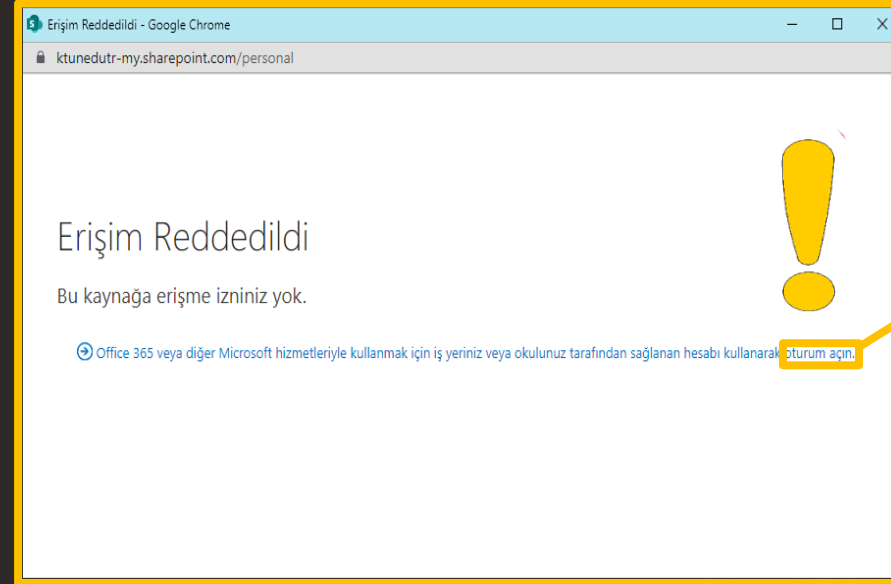 Erişim Reddedildi - Google Chrome
ktunedutr-my.sharepoint.com/personal
Erişim Reddedildi
Bu kaynağa erişme izniniz yok.
Office 365 veya diğer Microsoft hizmetleriyle kullanmak için iş yeriniz veya okulunuz tarafından sağlanan hesabı kullanarak oturum açın.